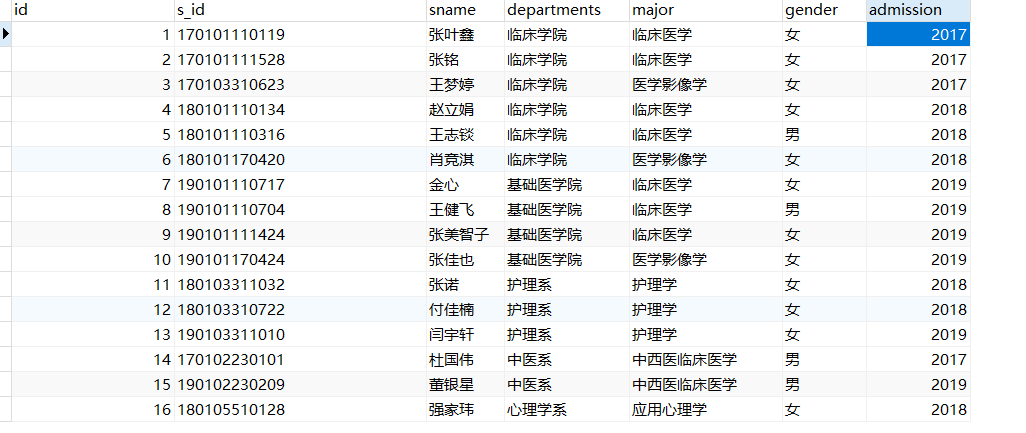 id s_id sname departments major gender admission
1 170101110119 张叶鑫 临床学院 临床医学 女 2017
2 170101111528 张铭 临床学院 临床医学 女 2017
3 170103310623 王梦婷 临床学院 医学影像学 女 2017
4 180101110134 赵立娟 临床学院 临床医学 女 2018
5 180101110316 王志锬 临床学院 临床医学 男 2018
6 180101170420 肖竞淇 临床学院 医学影像学 女 2018
7 190101110717 金心 基础医学院 临床医学 女 2019
8 190101110704 王健飞 基础医学院 临床医学 男 2019
9 190101111424 张美智子 基础医学院 临床医学 女 2019
10 190101170424 张佳也 基础医学院 医学影像学 女 2019
11 180103311032 张诺 护理系 护理学 女 2018
12 180103310722 付佳楠 护理系 护理学 女 2018
13 190103311010 闫宇轩 护理系 护理学 女 2019
14 170102230101 杜国伟 中医系 中西医临床医学 男 2017
15 190102230209 董银星 中医系 中西医临床医学 男 2019
16 180105510128 强家玮 心理学系 应用心理学 女 2018